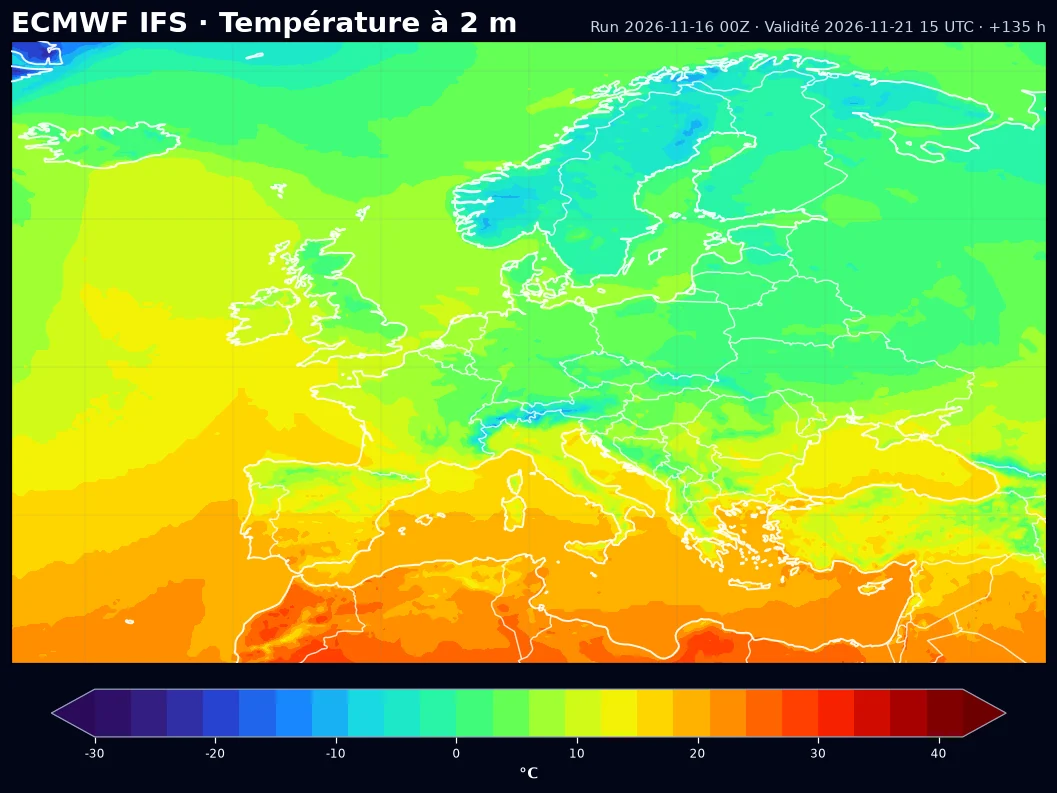 ECMWF IFS · Température à 2 m
Run 2026-11-16 00Z · Validité 2026-11-21 15 UTC · +135 h
-30 -20 -10 0 10 20 30 40
°C